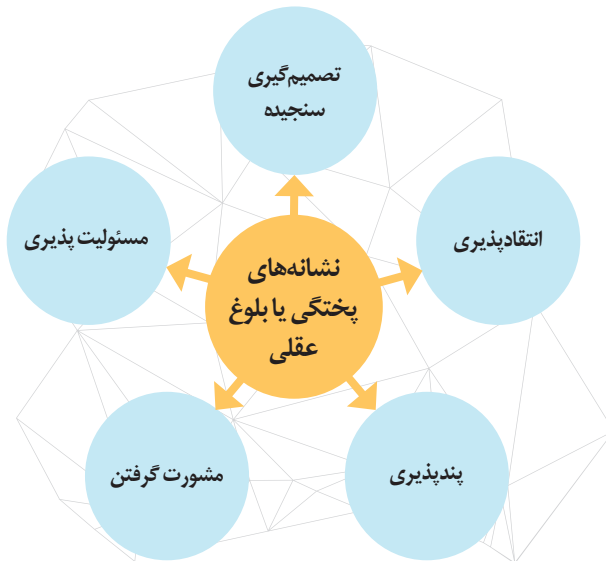 تصمیم‌گیری
سنجیده
انتقادپذیری
مسئولیت پذیری
نشانه‌های
پختگی یا بلوغ
عقلی
پندپذیری
مشورت گرفتن